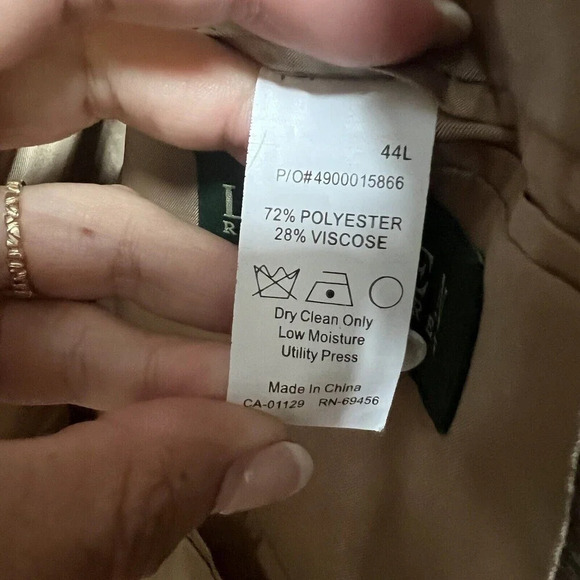 44L
P/O#4900015866
72% POLYESTER
28% VISCOSE
Dry Clean Only
Low Moisture
Utility Press
Made In China
CA-01129 RN-69456